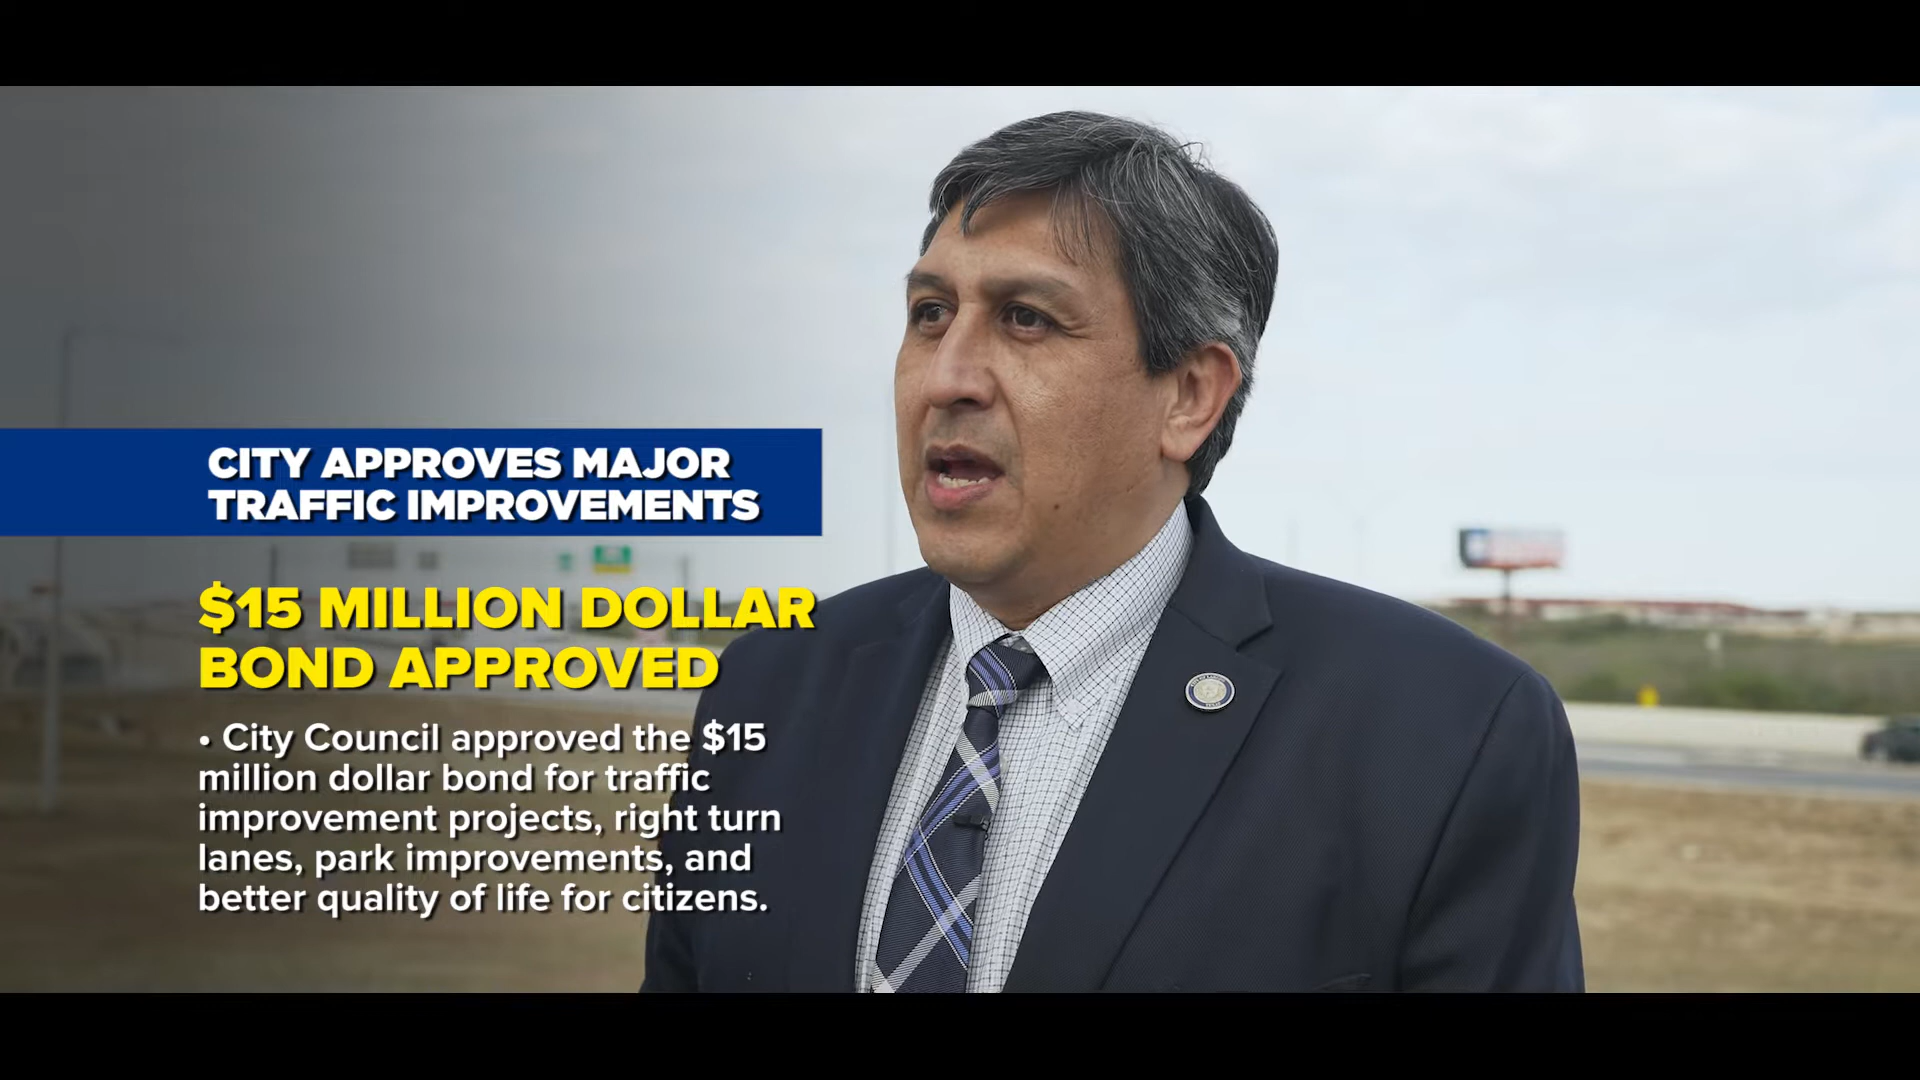 CITY APPROVES MAJOR
TRAFFIC IMPROVEMENTS
$15 MILLION DOLLAR
BOND APPROVED
• City Council approved the $15
million dollar bond for traffic
improvement projects, right turn
lanes, park improvements, and
better quality of life for citizens.